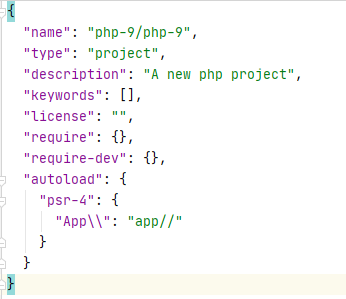 {
"name": "php-9/php-9",
"type": "project",
"description": "A new php project",
"keywords": [],
"license": "",
"require": {},
"require-dev": {},
"autoload": {
"psr-4": {
"App\\": "app//"
}
}
}